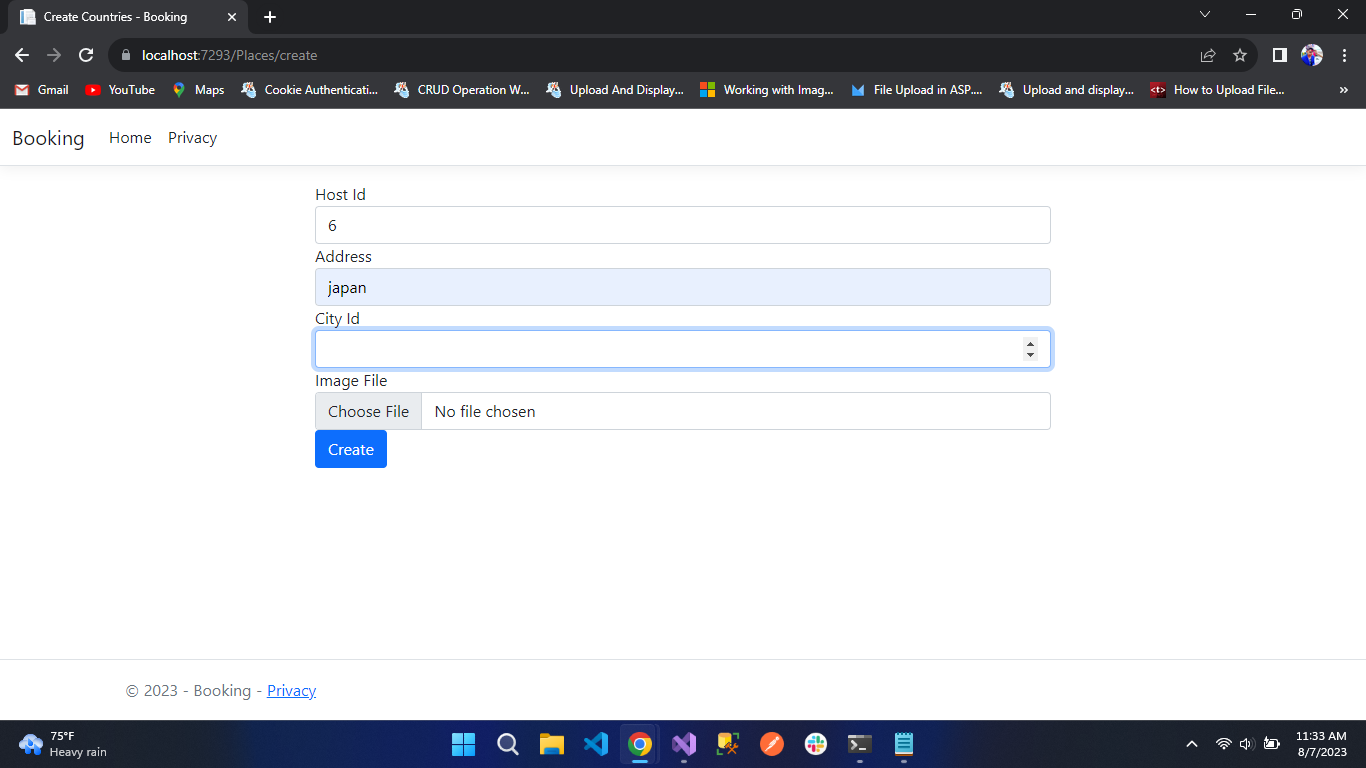 Create Countries - Booking
localhost:7293/Places/create
Gmail YouTube Maps Cookie Authenticati... CRUD Operation W... Upload And Display... Working with Imag... File Upload in ASP.... Upload and display... <t> How to Upload File... »
Booking Home Privacy
Host Id
6
Address
japan
City Id
Image File
Choose File No file chosen
Create
© 2023 - Booking - Privacy
75°F
Heavy rain
11:33 AM
8/7/2023